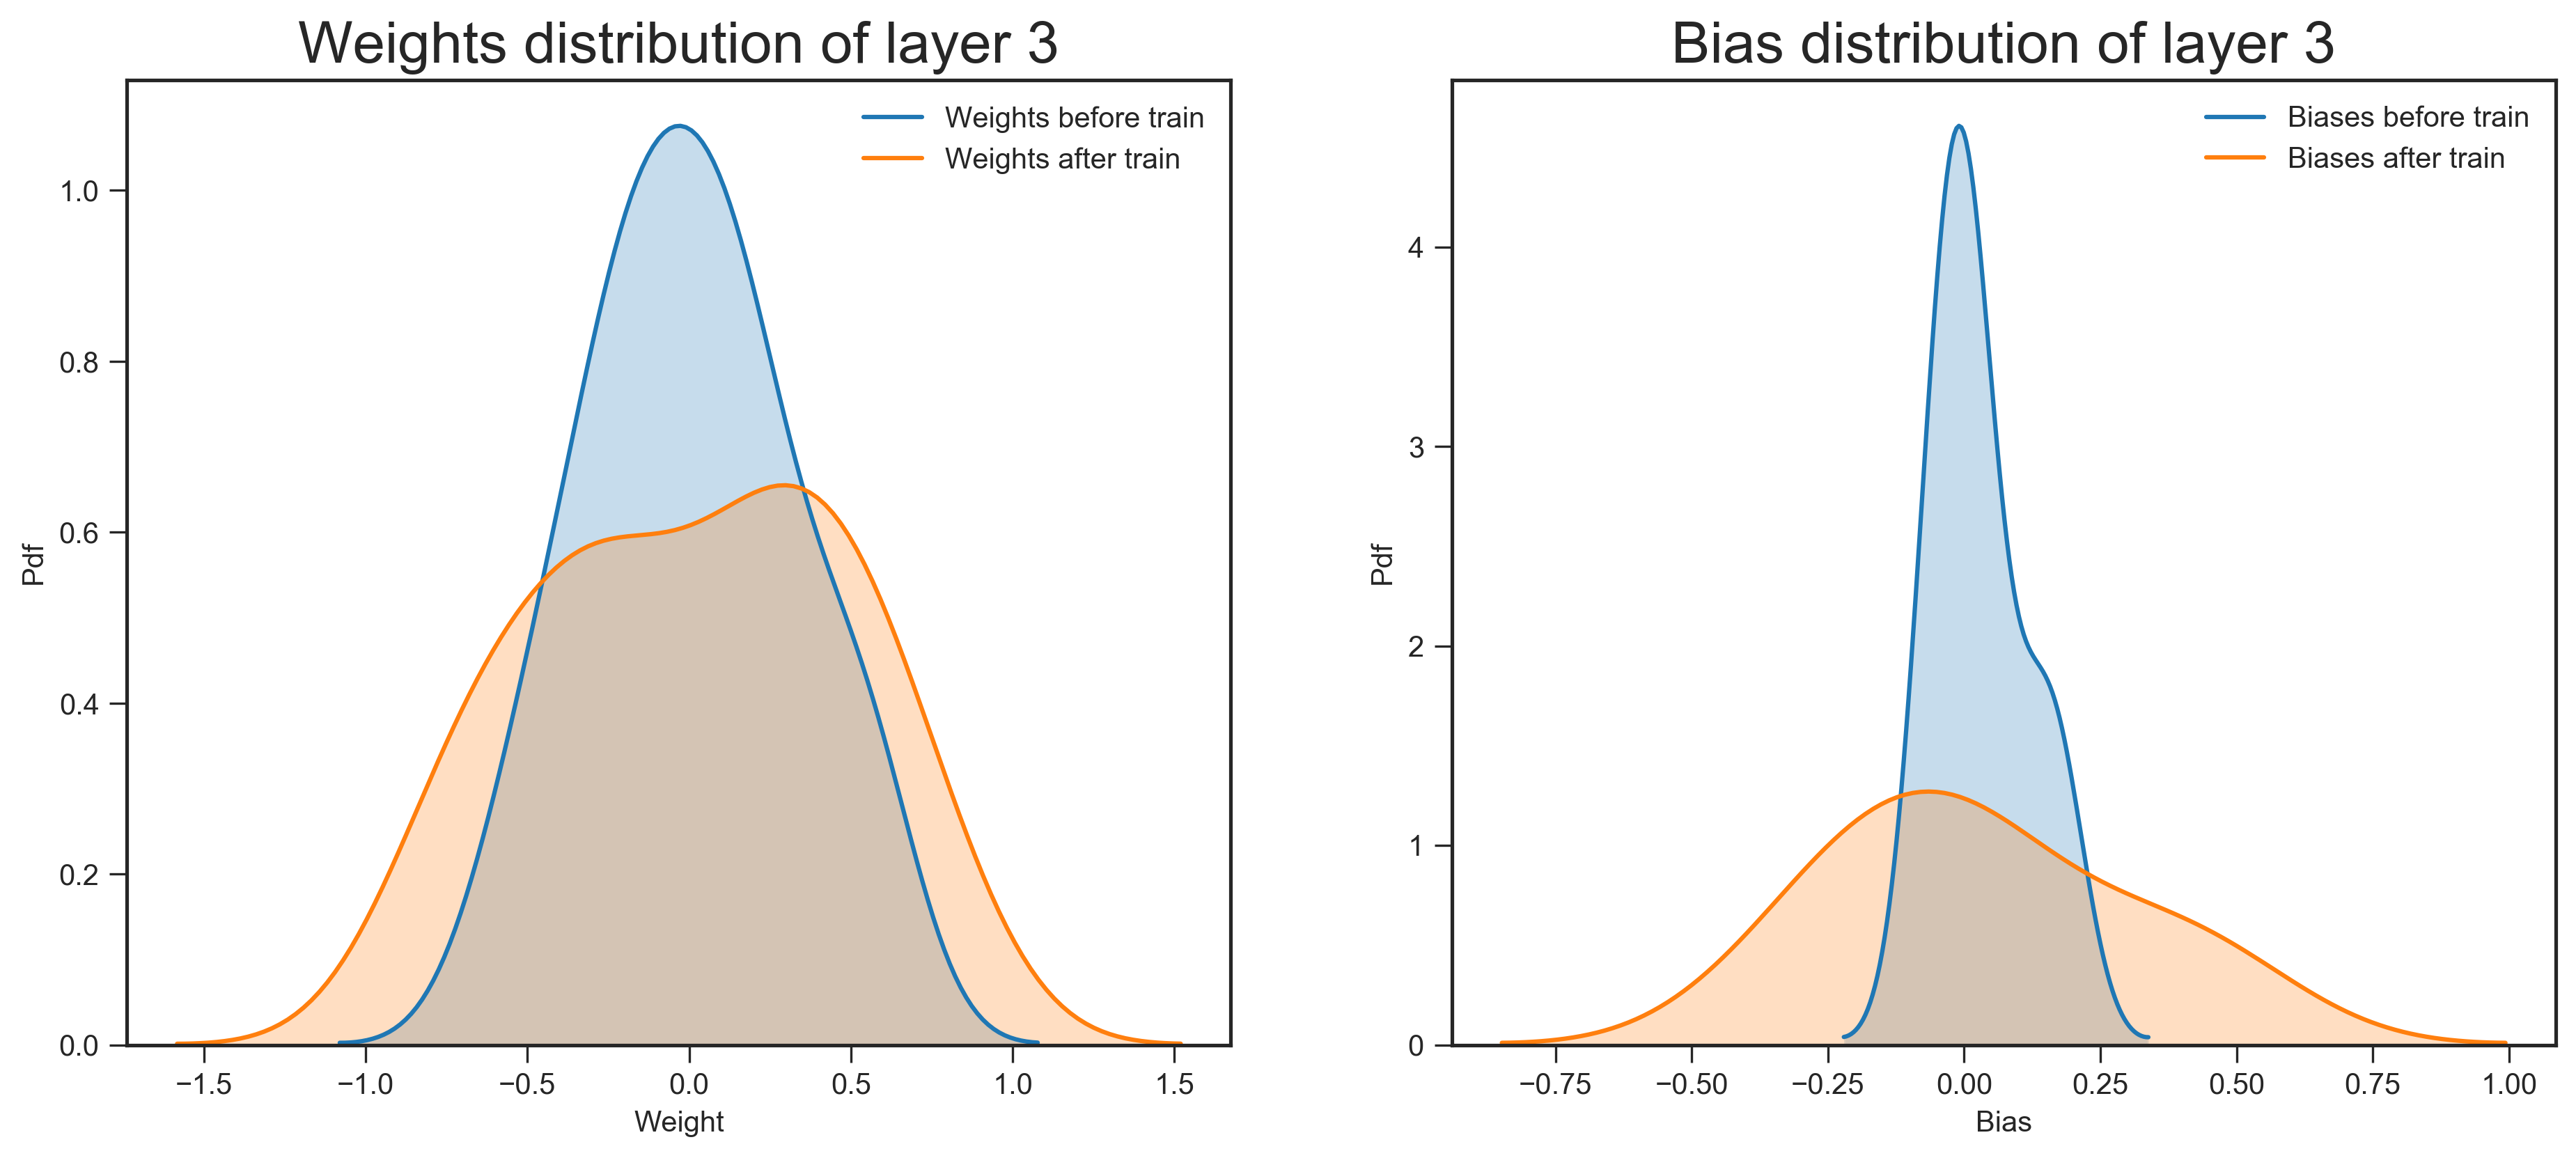 Weights distribution of layer 3
Weights before train
Weights after train
1.0
0.8
0.6
0.4
0.2
0.0
Pdf
−1.5 −1.0 −0.5 0.0 0.5 1.0 1.5
Weight
Bias distribution of layer 3
Biases before train
Biases after train
4
3
2
1
0
Pdf
−0.75 −0.50 −0.25 0.00 0.25 0.50 0.75 1.00
Bias